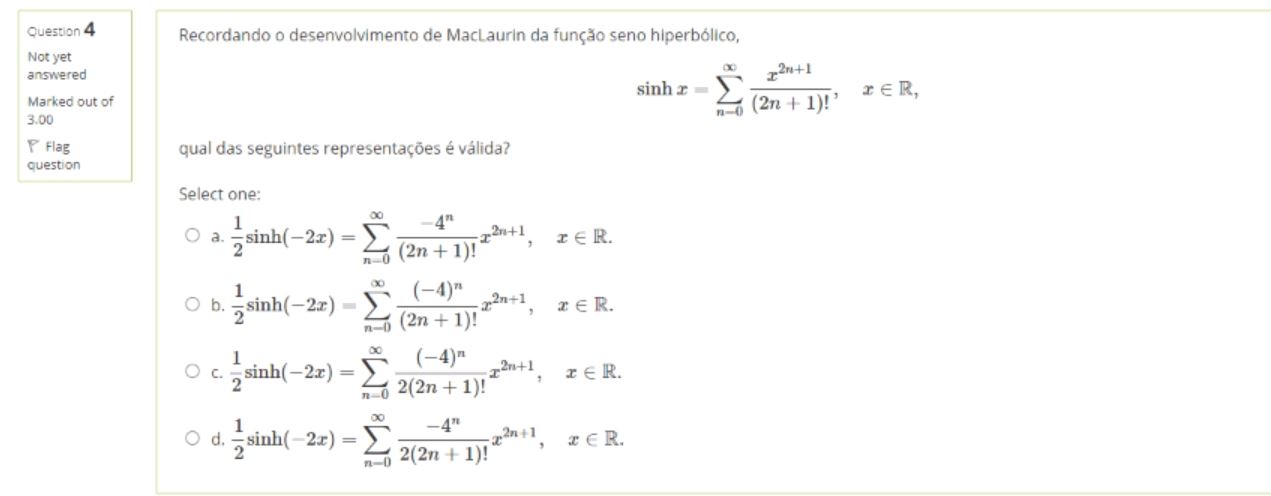 Question 4
Not yet
answered
Marked out of
3.00
Flag
question
Recordando o desenvolvimento de MacLaurin da função seno hiperbólico,
$\sinh x = \sum_{n=0}^{\infty} \frac{x^{2n+1}}{(2n+1)!}, \quad x \in \mathbb{R},$
qual das seguintes representações é válida?
Select one:
a. $\frac{1}{2}\sinh(-2x) = \sum_{n=0}^{\infty} \frac{-4^n}{(2n+1)!}x^{2n+1}, \quad x \in \mathbb{R}.$
b. $\frac{1}{2}\sinh(-2x) = \sum_{n=0}^{\infty} \frac{(-4)^n}{(2n+1)!}x^{2n+1}, \quad x \in \mathbb{R}.$
c. $\frac{1}{2}\sinh(-2x) = \sum_{n=0}^{\infty} \frac{(-4)^n}{2(2n+1)!}x^{2n+1}, \quad x \in \mathbb{R}.$
d. $\frac{1}{2}\sinh(-2x) = \sum_{n=0}^{\infty} \frac{-4^n}{2(2n+1)!}x^{2n+1}, \quad x \in \mathbb{R}.$